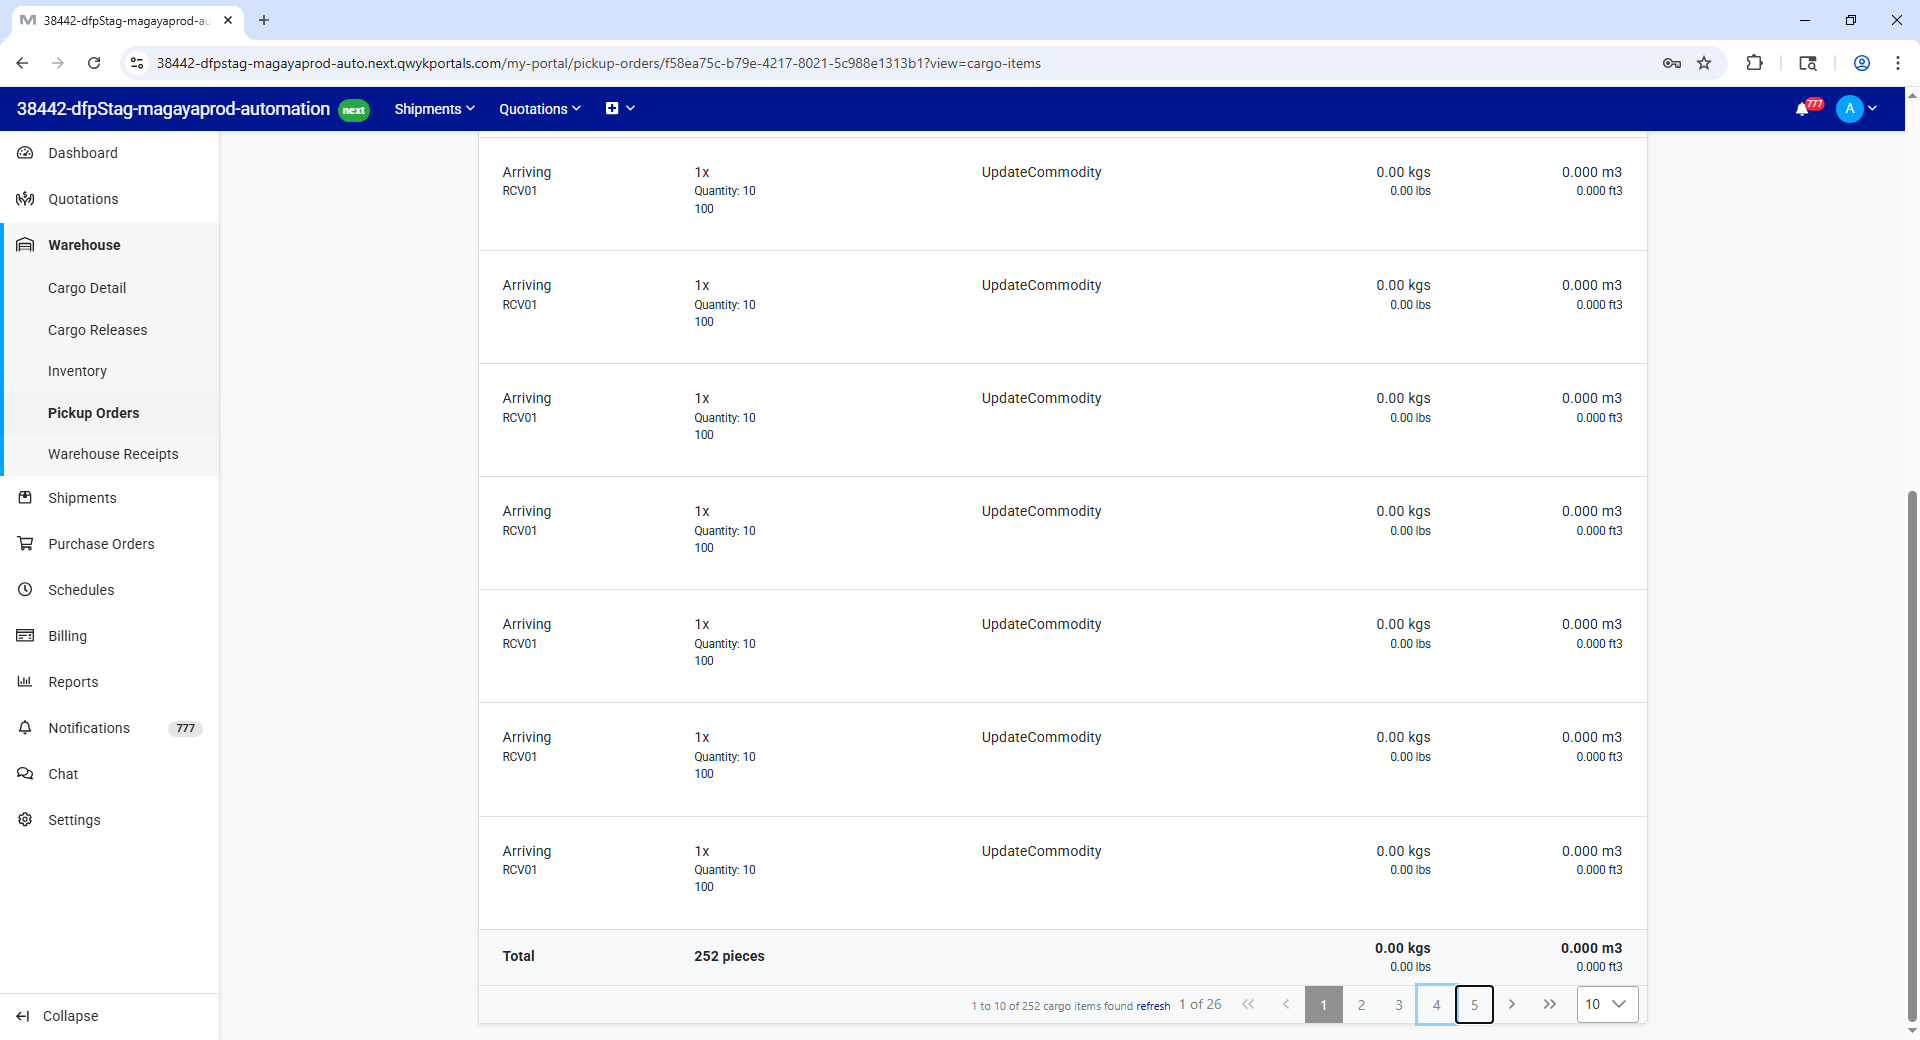 38442-dfpStag-magayaprod-au
38442-dfpstag-magayaprod-auto.next.qwykportals.com/my-portal/pickup-orders/f58ea75c-b79e-4217-8021-5c988e1313b1?view=cargo-items
38442-dfpStag-magayaprod-automation next Shipments Quotations 777 A
Dashboard
Quotations
Warehouse
Cargo Detail
Cargo Releases
Inventory
Pickup Orders
Warehouse Receipts
Shipments
Purchase Orders
Schedules
Billing
Reports
Notifications 777
Chat
Settings
Collapse
Arriving 1x UpdateCommodity 0.00 kgs 0.000 m3
RCV01 Quantity: 10 0.00 lbs 0.000 ft3
100
Arriving 1x UpdateCommodity 0.00 kgs 0.000 m3
RCV01 Quantity: 10 0.00 lbs 0.000 ft3
100
Arriving 1x UpdateCommodity 0.00 kgs 0.000 m3
RCV01 Quantity: 10 0.00 lbs 0.000 ft3
100
Arriving 1x UpdateCommodity 0.00 kgs 0.000 m3
RCV01 Quantity: 10 0.00 lbs 0.000 ft3
100
Arriving 1x UpdateCommodity 0.00 kgs 0.000 m3
RCV01 Quantity: 10 0.00 lbs 0.000 ft3
100
Arriving 1x UpdateCommodity 0.00 kgs 0.000 m3
RCV01 Quantity: 10 0.00 lbs 0.000 ft3
100
Arriving 1x UpdateCommodity 0.00 kgs 0.000 m3
RCV01 Quantity: 10 0.00 lbs 0.000 ft3
100
Total 252 pieces 0.00 kgs 0.000 m3
0.00 lbs 0.000 ft3
1 to 10 of 252 cargo items found refresh 1 of 26 1 2 3 4 5 10